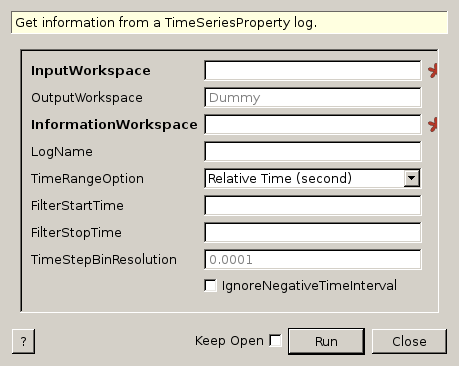 Get information from a TimeSeriesProperty log.
InputWorkspace
OutputWorkspace Dummy
InformationWorkspace
LogName
TimeRangeOption Relative Time (second)
FilterStartTime
FilterStopTime
TimeStepBinResolution 0.0001
IgnoreNegativeTimeInterval
? Keep Open Run Close